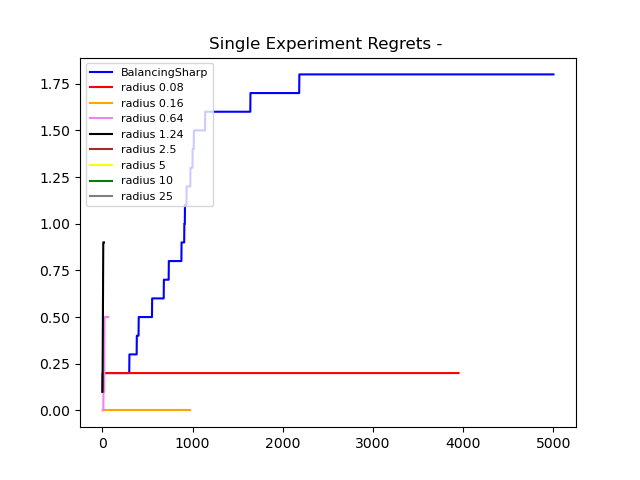 Single Experiment Regrets -
BalancingSharp
radius 0.08
radius 0.16
radius 0.64
radius 1.24
radius 2.5
radius 5
radius 10
radius 25
1.75
1.50
1.25
1.00
0.75
0.50
0.25
0.00
0 1000 2000 3000 4000 5000